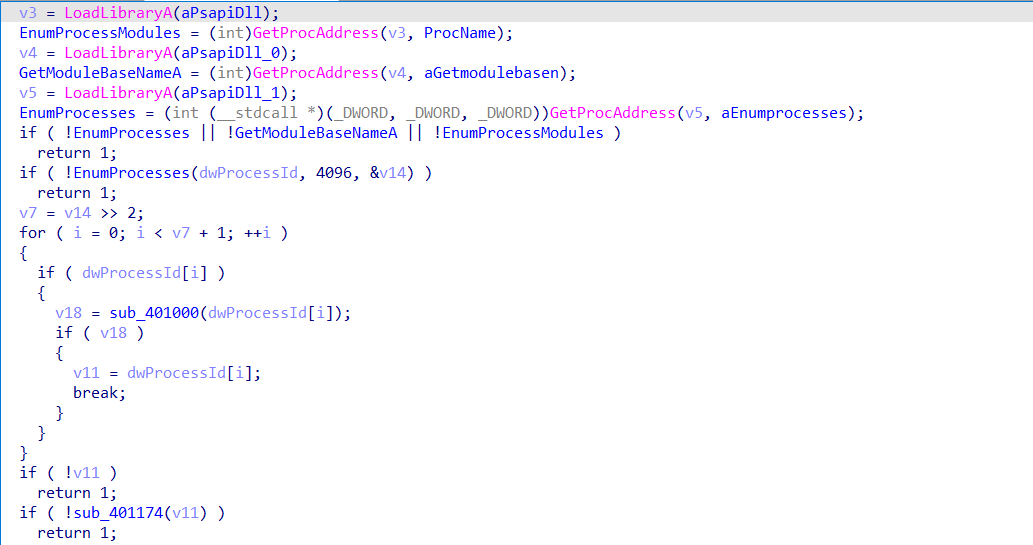 v3 = LoadLibraryA(aPsapiDll);
EnumProcessModules = (int)GetProcAddress(v3, ProcName);
v4 = LoadLibraryA(aPsapiDll_0);
GetModuleBaseNameA = (int)GetProcAddress(v4, aGetmodulebasen);
v5 = LoadLibraryA(aPsapiDll_1);
EnumProcesses = (int (__stdcall *)(_DWORD, _DWORD, _DWORD))GetProcAddress(v5, aEnumprocesses);
if ( !EnumProcesses || !GetModuleBaseNameA || !EnumProcessModules )
  return 1;
if ( !EnumProcesses(dwProcessId, 4096, &v14) )
  return 1;
v7 = v14 >> 2;
for ( i = 0; i < v7 + 1; ++i )
{
  if ( dwProcessId[i] )
  {
    v18 = sub_401000(dwProcessId[i]);
    if ( v18 )
    {
      v11 = dwProcessId[i];
      break;
    }
  }
}
if ( !v11 )
  return 1;
if ( !sub_401174(v11) )
  return 1;